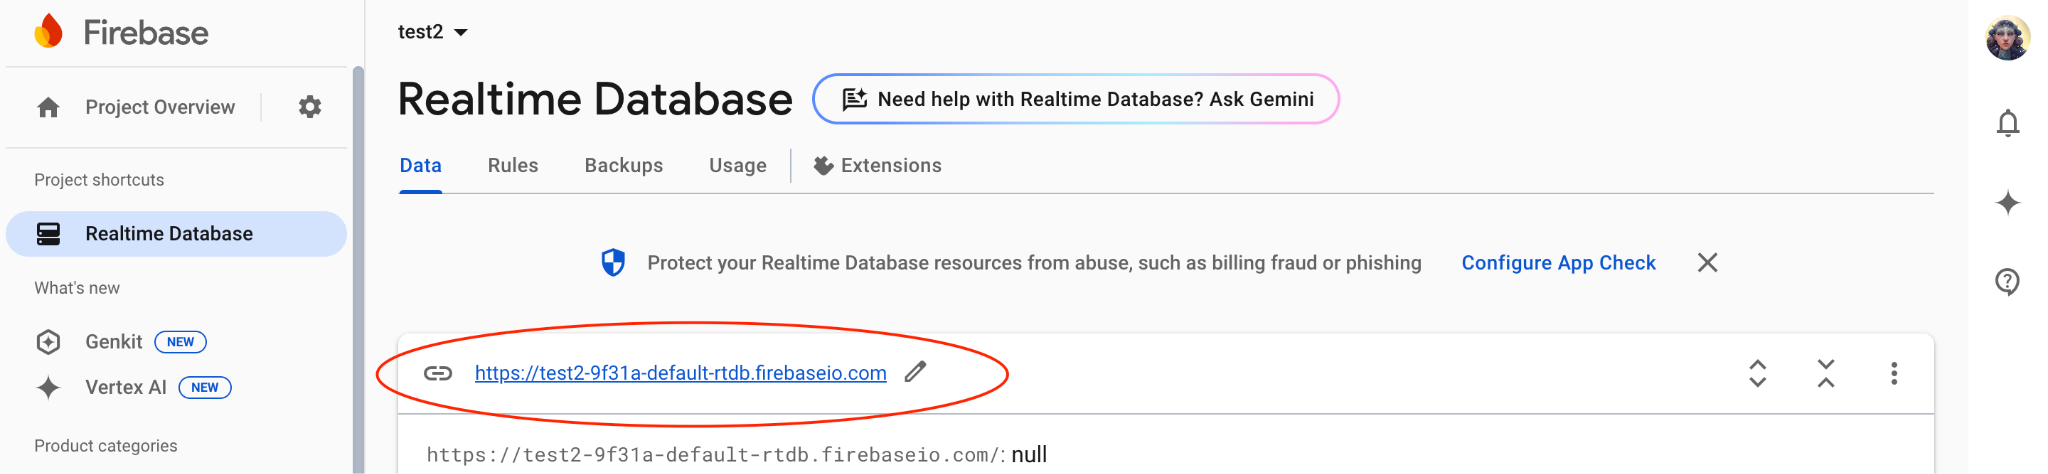 Firebase
Project Overview
Project shortcuts
Realtime Database
What's new
Genkit NEW
Vertex AI NEW
Product categories
test2
Realtime Database
Need help with Realtime Database? Ask Gemini
Data Rules Backups Usage Extensions
Protect your Realtime Database resources from abuse, such as billing fraud or phishing Configure App Check
https://test2-9f31a-default-rtdb.firebaseio.com
https://test2-9f31a-default-rtdb.firebaseio.com/: null